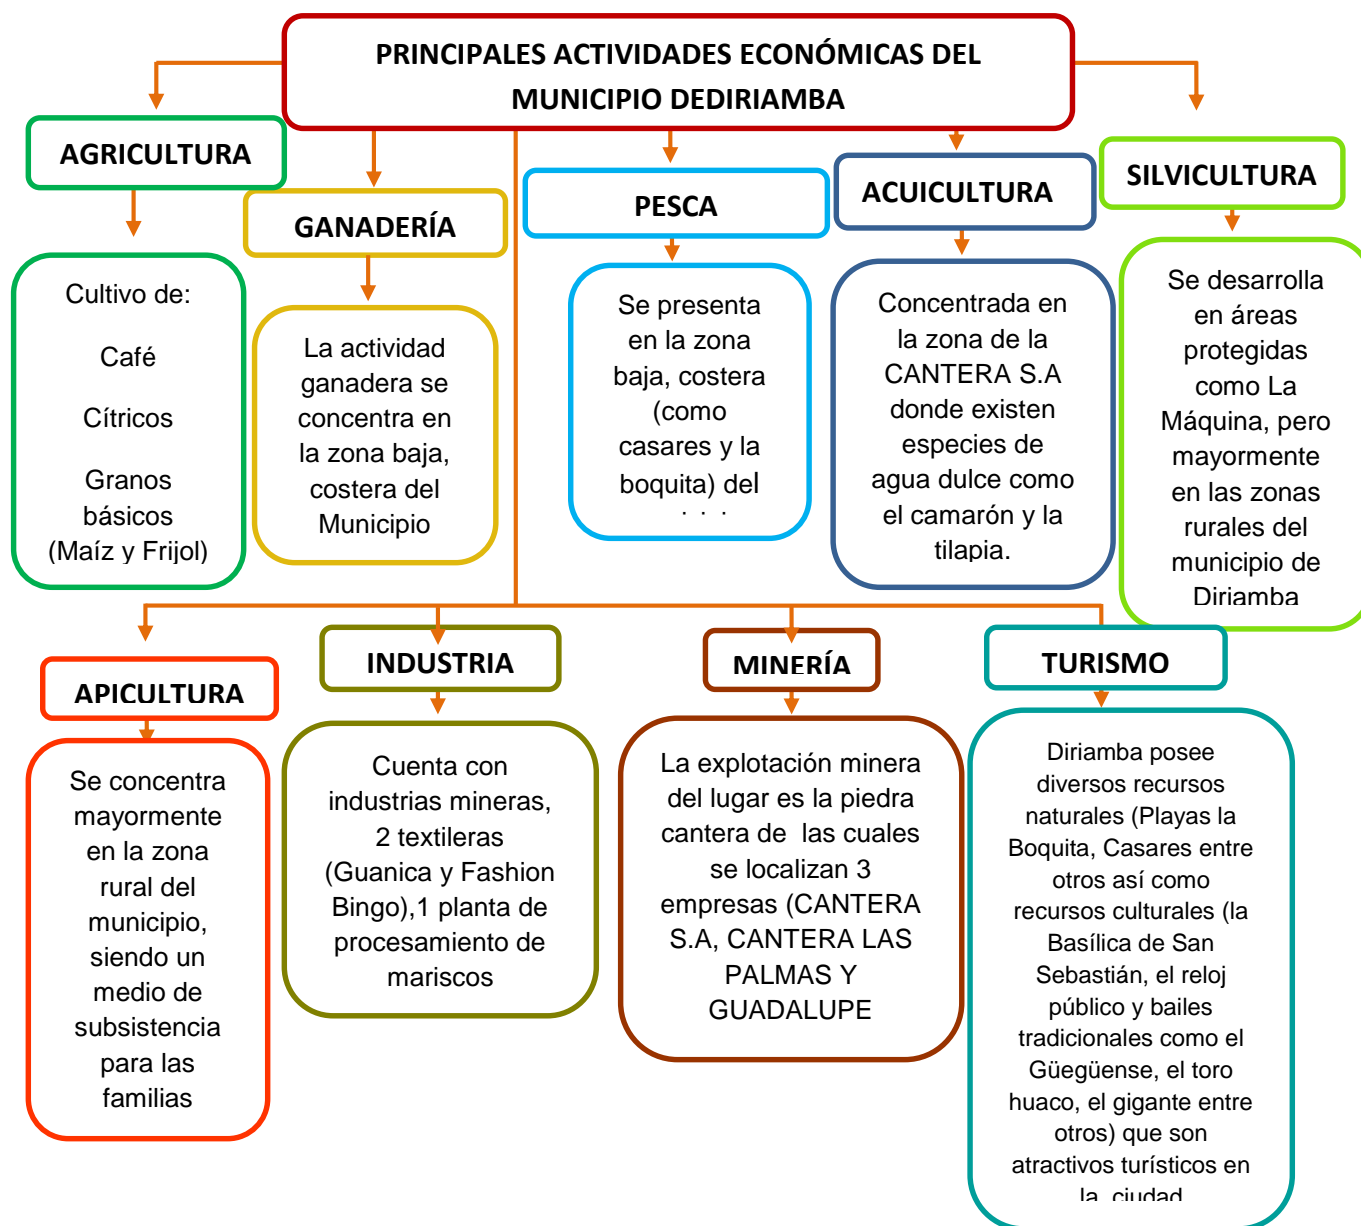 PRINCIPALES ACTIVIDADES ECONÓMICAS DEL
MUNICIPIO DEDIRIAMBA
AGRICULTURA
GANADERÍA
PESCA
ACUICULTURA
SILVICULTURA
Cultivo de:
Café
Cítricos
Granos
básicos
(Maíz y Frijol)
La actividad
ganadera se
concentra en
la zona baja,
costera del
Municipio
Se presenta
en la zona
baja, costera
(como
casares y la
boquita) del
Concentrada en
la zona de la
CANTERA S.A
donde existen
especies de
agua dulce como
el camarón y la
tilapia.
Se desarrolla
en áreas
protegidas
como La
Máquina, pero
mayormente
en las zonas
rurales del
municipio de
Diriamba
APICULTURA
INDUSTRIA
MINERÍA
TURISMO
Se concentra
mayormente
en la zona
rural del
municipio,
siendo un
medio de
subsistencia
para las
familias
Cuenta con
industrias mineras,
2 textileras
(Guanica y Fashion
Bingo),1 planta de
procesamiento de
mariscos
La explotación minera
del lugar es la piedra
cantera de  las cuales
se localizan 3
empresas (CANTERA
S.A, CANTERA LAS
PALMAS Y
GUADALUPE
Diriamba posee
diversos recursos
naturales (Playas la
Boquita, Casares entre
otros así como
recursos culturales (la
Basílica de San
Sebastián, el reloj
público y bailes
tradicionales como el
Güegüense, el toro
huaco, el gigante entre
otros) que son
atractivos turísticos en
la  ciudad